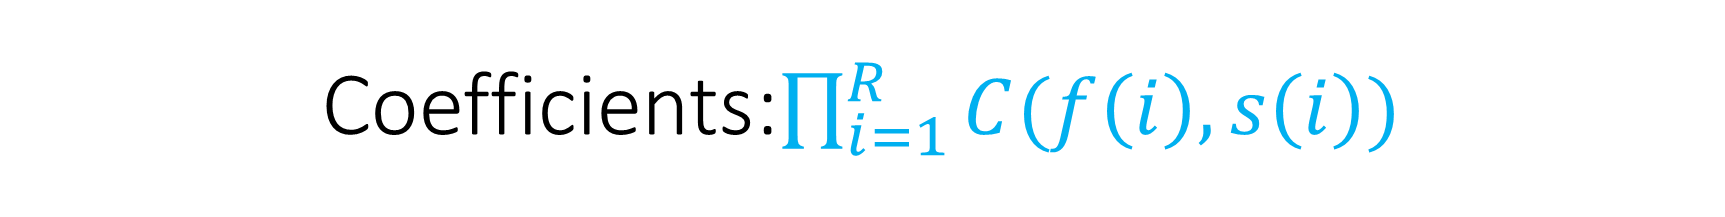 Coefficients:∏_{i=1}^{R} C(f(i), s(i))